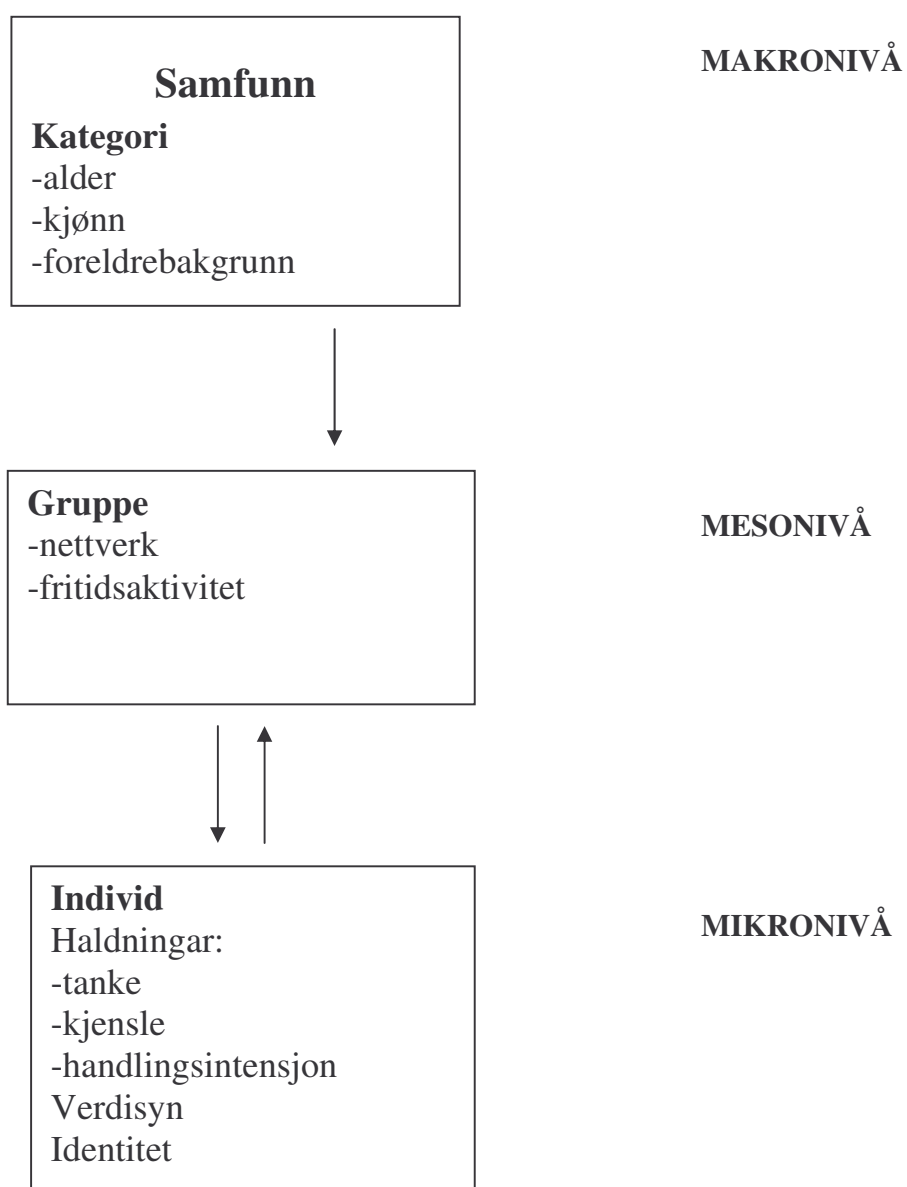 MAKRONIVÅ
Samfunn
Kategori
-alder
-kjønn
-foreldrebakgrunn
Gruppe
-nettverk
-fritidsaktivitet
MESONIVÅ
Individ
Haldningar:
-tanke
-kjensle
-handlingsintensjon
Verdisyn
Identitet
MIKRONIVÅ